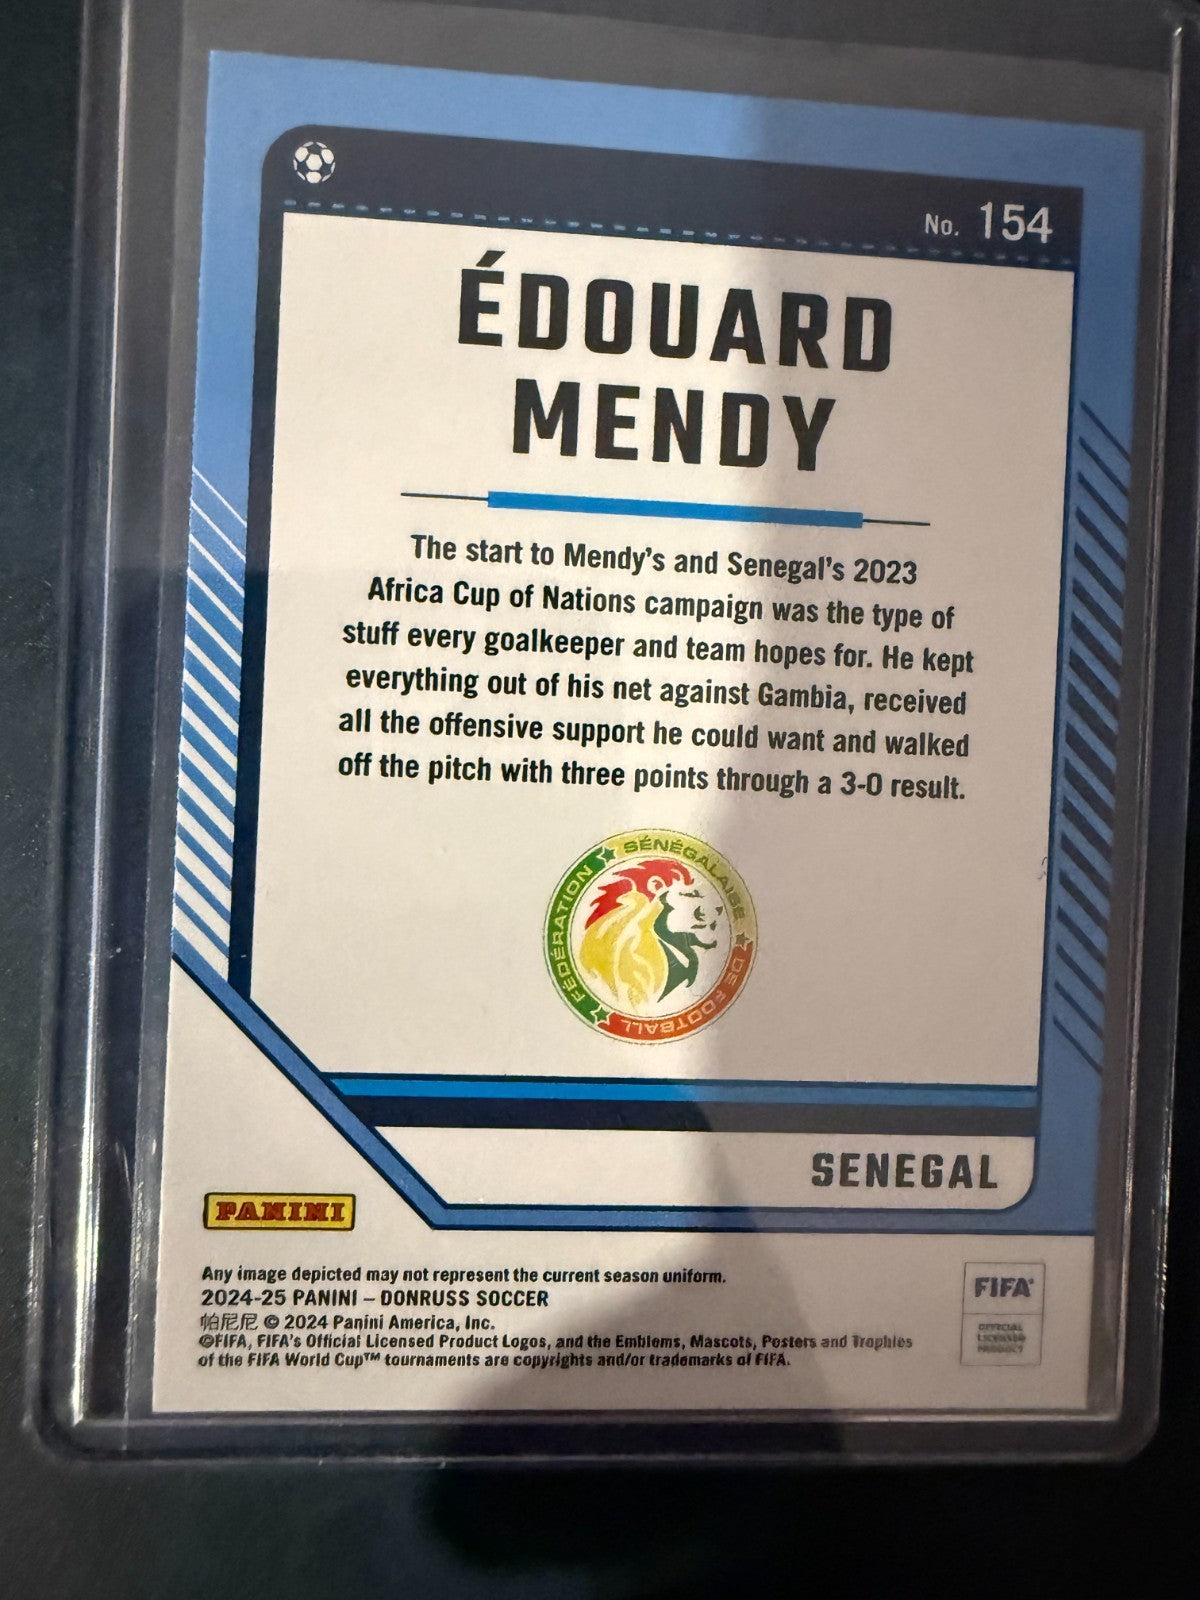 No. 154
ÉDOUARD
MENDY
The start to Mendy's and Senegal's 2023
Africa Cup of Nations campaign was the type of
stuff every goalkeeper and team hopes for. He kept
everything out of his net against Gambia, received
all the offensive support he could want and walked
off the pitch with three points through a 3-0 result.
FÉDÉRATION SÉNÉGALAISE DE FOOTBALL
SENEGAL
PANINI
Any image depicted may not represent the current season uniform.
2024-25 PANINI – DONRUSS SOCCER
帕尼尼 © 2024 Panini America, Inc.
©FIFA, FIFA's Official Licensed Product Logos, and the Emblems, Mascots, Posters and Trophies
of the FIFA World Cup™ tournaments are copyrights and/or trademarks of FIFA.
FIFA®
OFFICIAL
LICENSED
PRODUCT